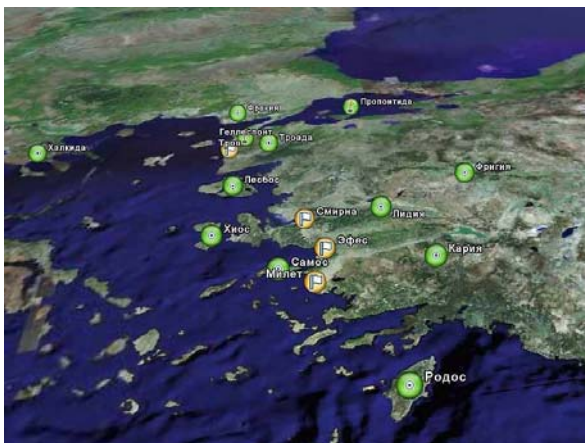 Пропонтида
Фракия
Геллеспонт
Троада
Троя
Халкида
Фригия
Лесбос
Лидия
Смирна
Хиос
Эфес
Кария
Самос
Милет
Родос